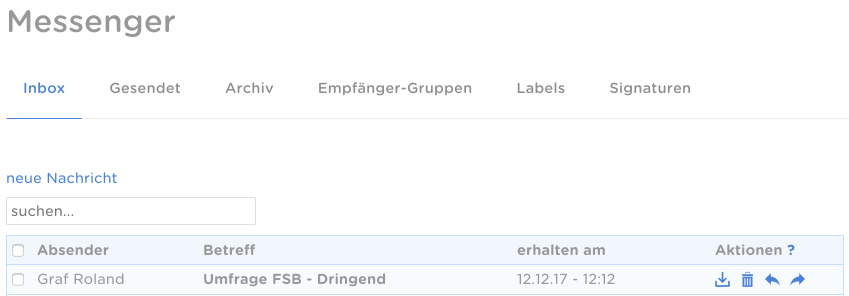 Messenger
Inbox Gesendet Archiv Empfänger-Gruppen Labels Signaturen
neue Nachricht
suchen...
Absender Betreff erhalten am Aktionen ?
Graf Roland Umfrage FSB - Dringend 12.12.17 - 12:12